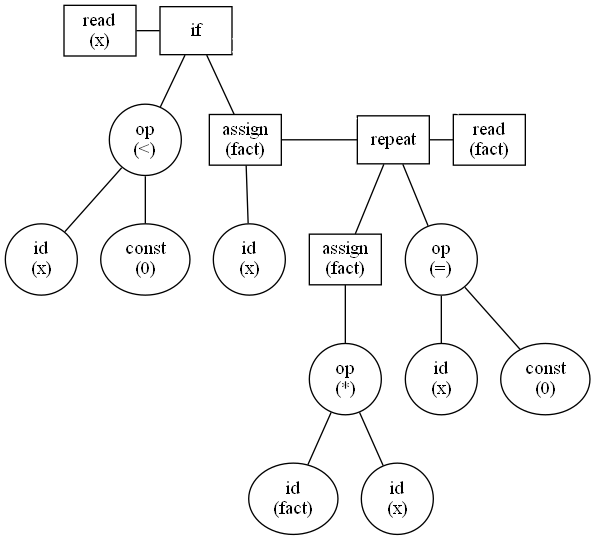 read
(x)
if
op
(<)
assign
(fact)
repeat
read
(fact)
id
(x)
const
(0)
id
(x)
assign
(fact)
op
(=)
op
(*)
id
(x)
const
(0)
id
(fact)
id
(x)